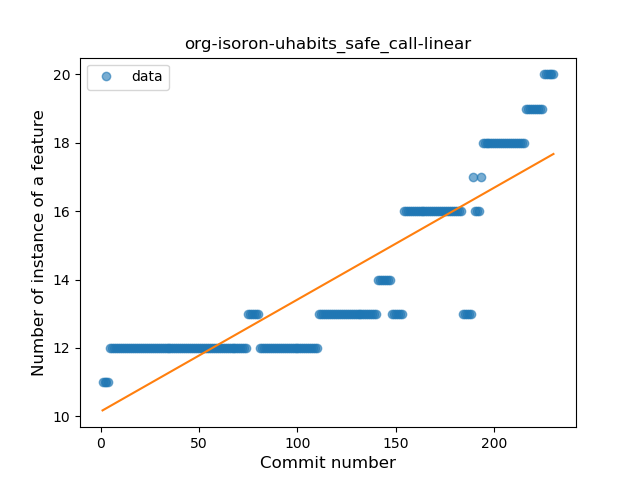 org-isoron-uhabits_safe_call-linear
data
Number of instance of a feature
20
18
16
14
12
10
0
50
100
150
200
Commit number